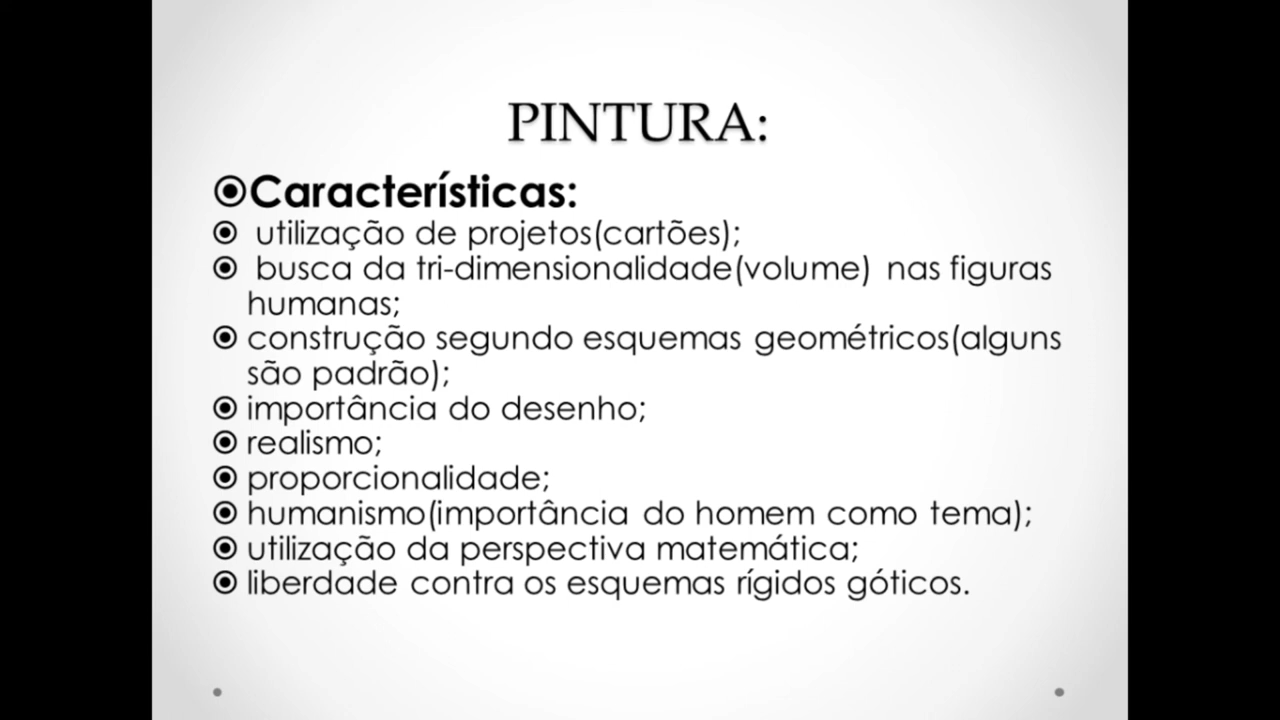 PINTURA:
Características:
utilização de projetos(cartões);
busca da tri-dimensionalidade(volume) nas figuras
humanas;
construção segundo esquemas geométricos(alguns
são padrão);
importância do desenho;
realismo;
proporcionalidade;
humanismo(importância do homem como tema);
utilização da perspectiva matemática;
liberdade contra os esquemas rígidos góticos.